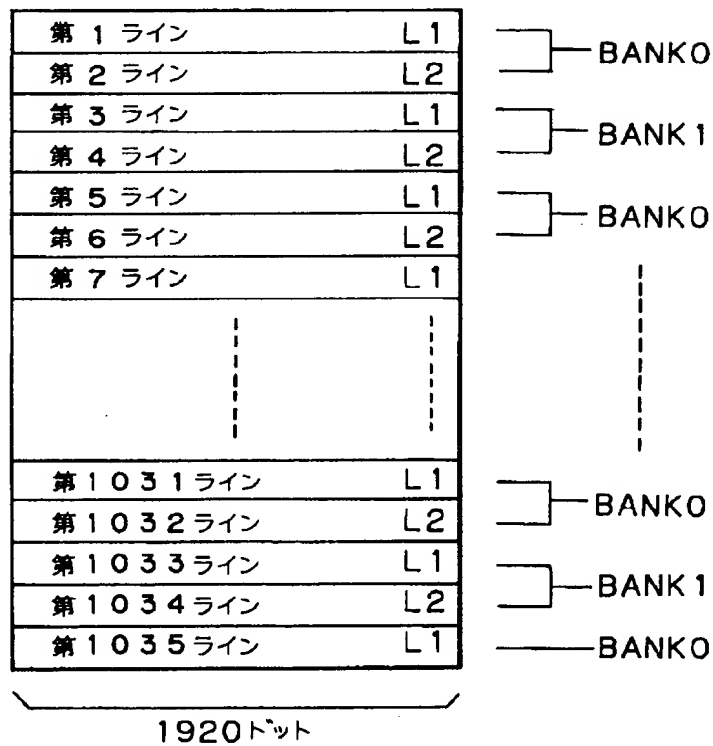 第1ライン L1
第2ライン L2
BANK0
第3ライン L1
第4ライン L2
BANK1
第5ライン L1
第6ライン L2
BANK0
第7ライン L1
第1031ライン L1
第1032ライン L2
BANK0
第1033ライン L1
第1034ライン L2
BANK1
第1035ライン L1
BANK0
1920ドット